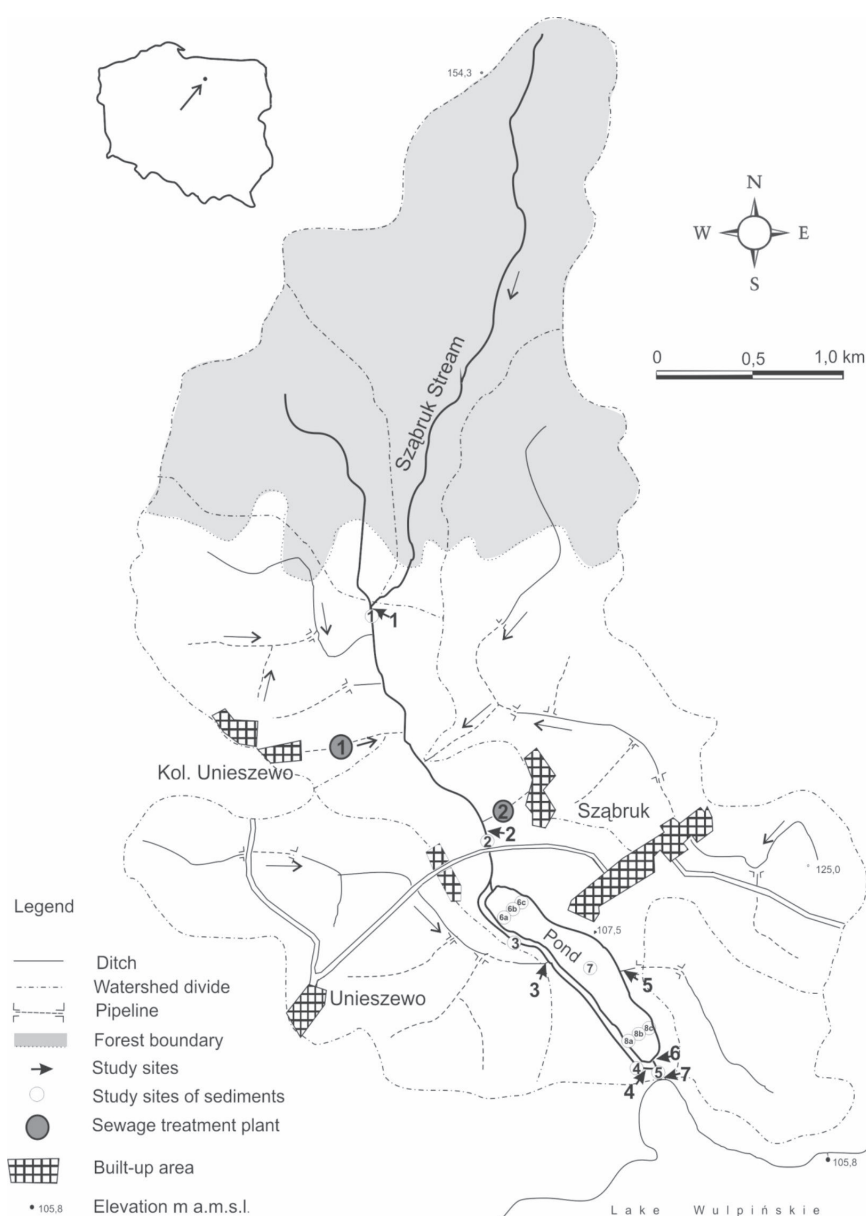 154,3
N
W E
S
0 0,5 1,0 km
Sząbruk Stream
1 1
1
Kol. Unieszewo
2
Sząbruk
2
2
125,0
6a 6b 6c
107,5
Pond
3
7
3
5
Unieszewo
8a 8b 8c
6
4 5 7
4
105,8
Lake Wulpińskie
Legend
Ditch
Watershed divide
Pipeline
Forest boundary
Study sites
Study sites of sediments
Sewage treatment plant
Built-up area
105,8 Elevation m a.m.s.l.